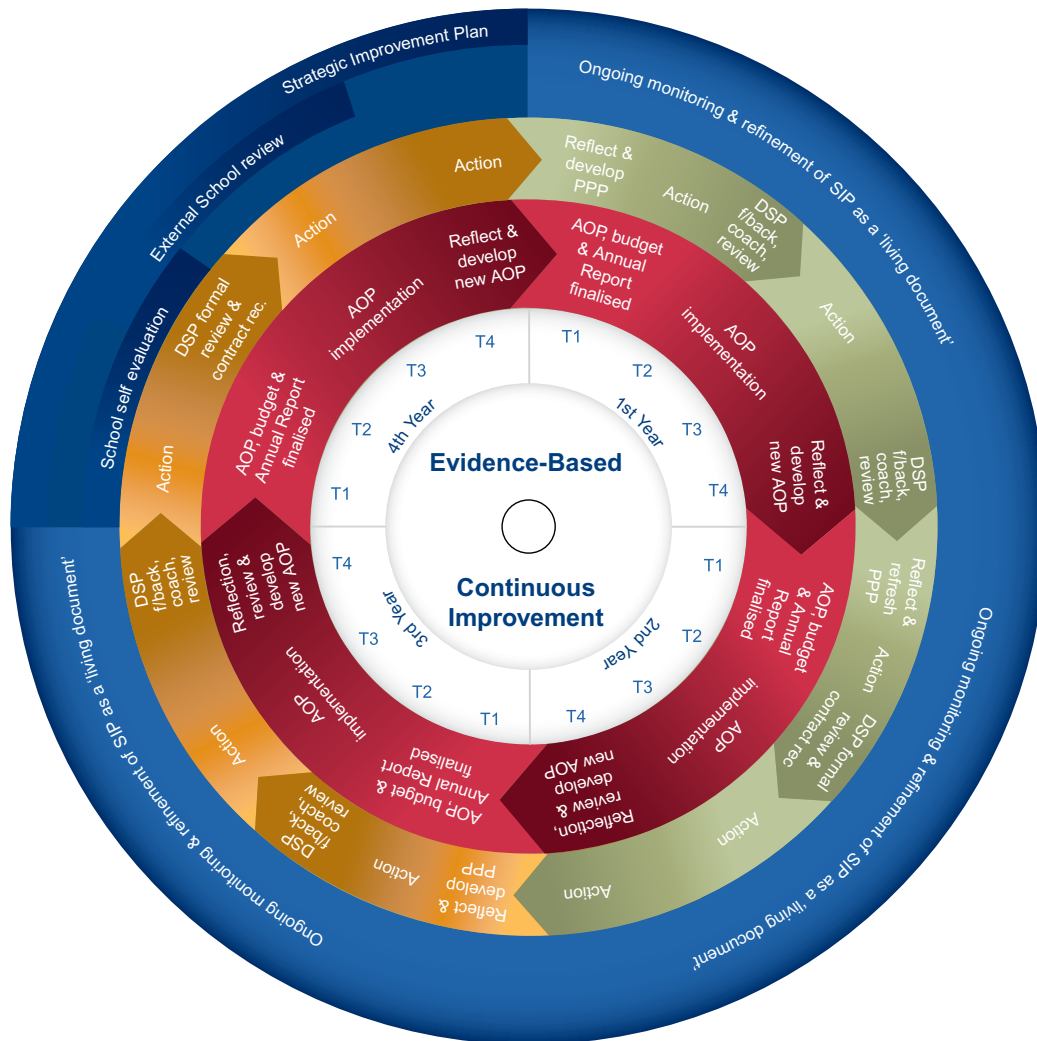 Strategic Improvement Plan
External School review
School self evaluation
Ongoing monitoring & refinement of SIP as a 'living document'
Ongoing monitoring & refinement of SIP as a 'living document'
Ongoing monitoring & refinement of SIP as a 'living document'
Reflect &
develop
PPP
Action
DSP
f/back,
coach,
review
Action
DSP
f/back,
coach,
review
Reflect &
refresh
PPP
Action
DSP formal
review &
contract rec
Action
Action
Reflect &
develop
PPP
Action
DSP
f/back,
coach,
review
Action
DSP
f/back,
coach,
review
Action
DSP formal
review &
contract rec.
Action
Action
AOP, budget
& Annual
Report
finalised
AOP
implementation
Reflect &
develop
new AOP
AOP budget
& Annual
Report
finalised
AOP
implementation
Reflection,
review &
develop
new AOP
AOP, budget &
Annual Report
finalised
AOP
implementation
Reflection,
review &
develop
new AOP
AOP, budget &
Annual Report
finalised
AOP
implementation
Reflect &
develop
new AOP
T1
T2
T3
T4
1st Year
T1
T2
T3
T4
2nd Year
T1
T2
T3
T4
3rd Year
T1
T2
T3
T4
4th Year
Evidence-Based
Continuous
Improvement